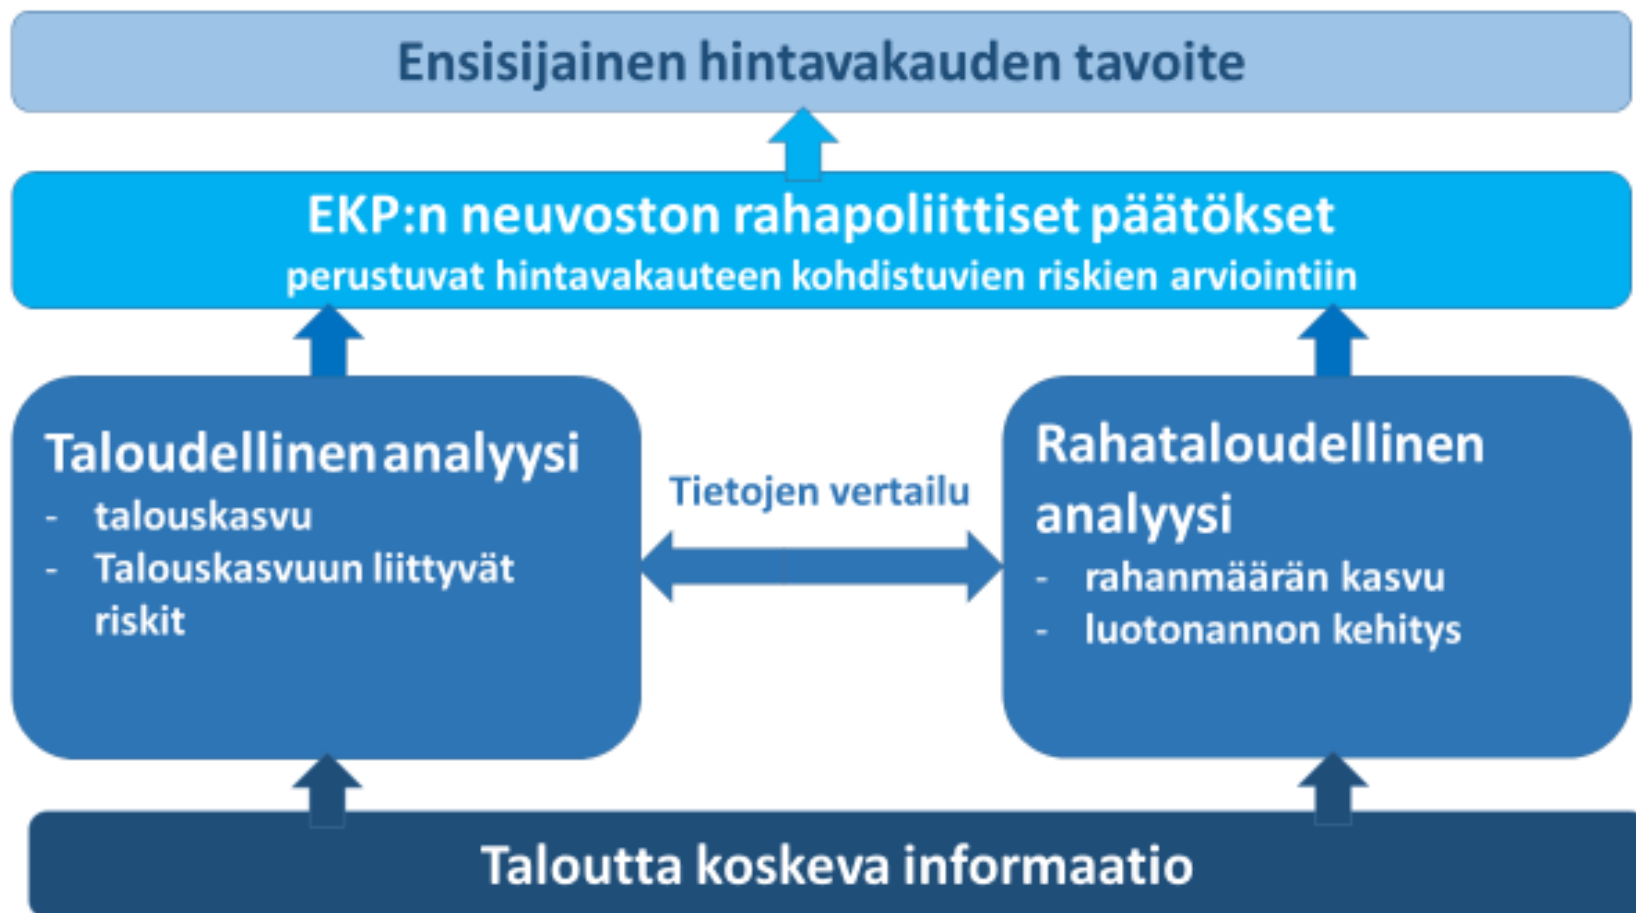 Ensisijainen hintavakauden tavoite
EKP:n neuvoston rahapoliittiset päätökset
perustuvat hintavakauteen kohdistuvien riskien arviointiin
Taloudellinen analyysi
- talouskasvu
- Talouskasvuun liittyvät
riskit
Tietojen vertailu
Rahataloudellinen
analyysi
- rahanmäärän kasvu
- luotonannon kehitys
Taloutta koskeva informaatio